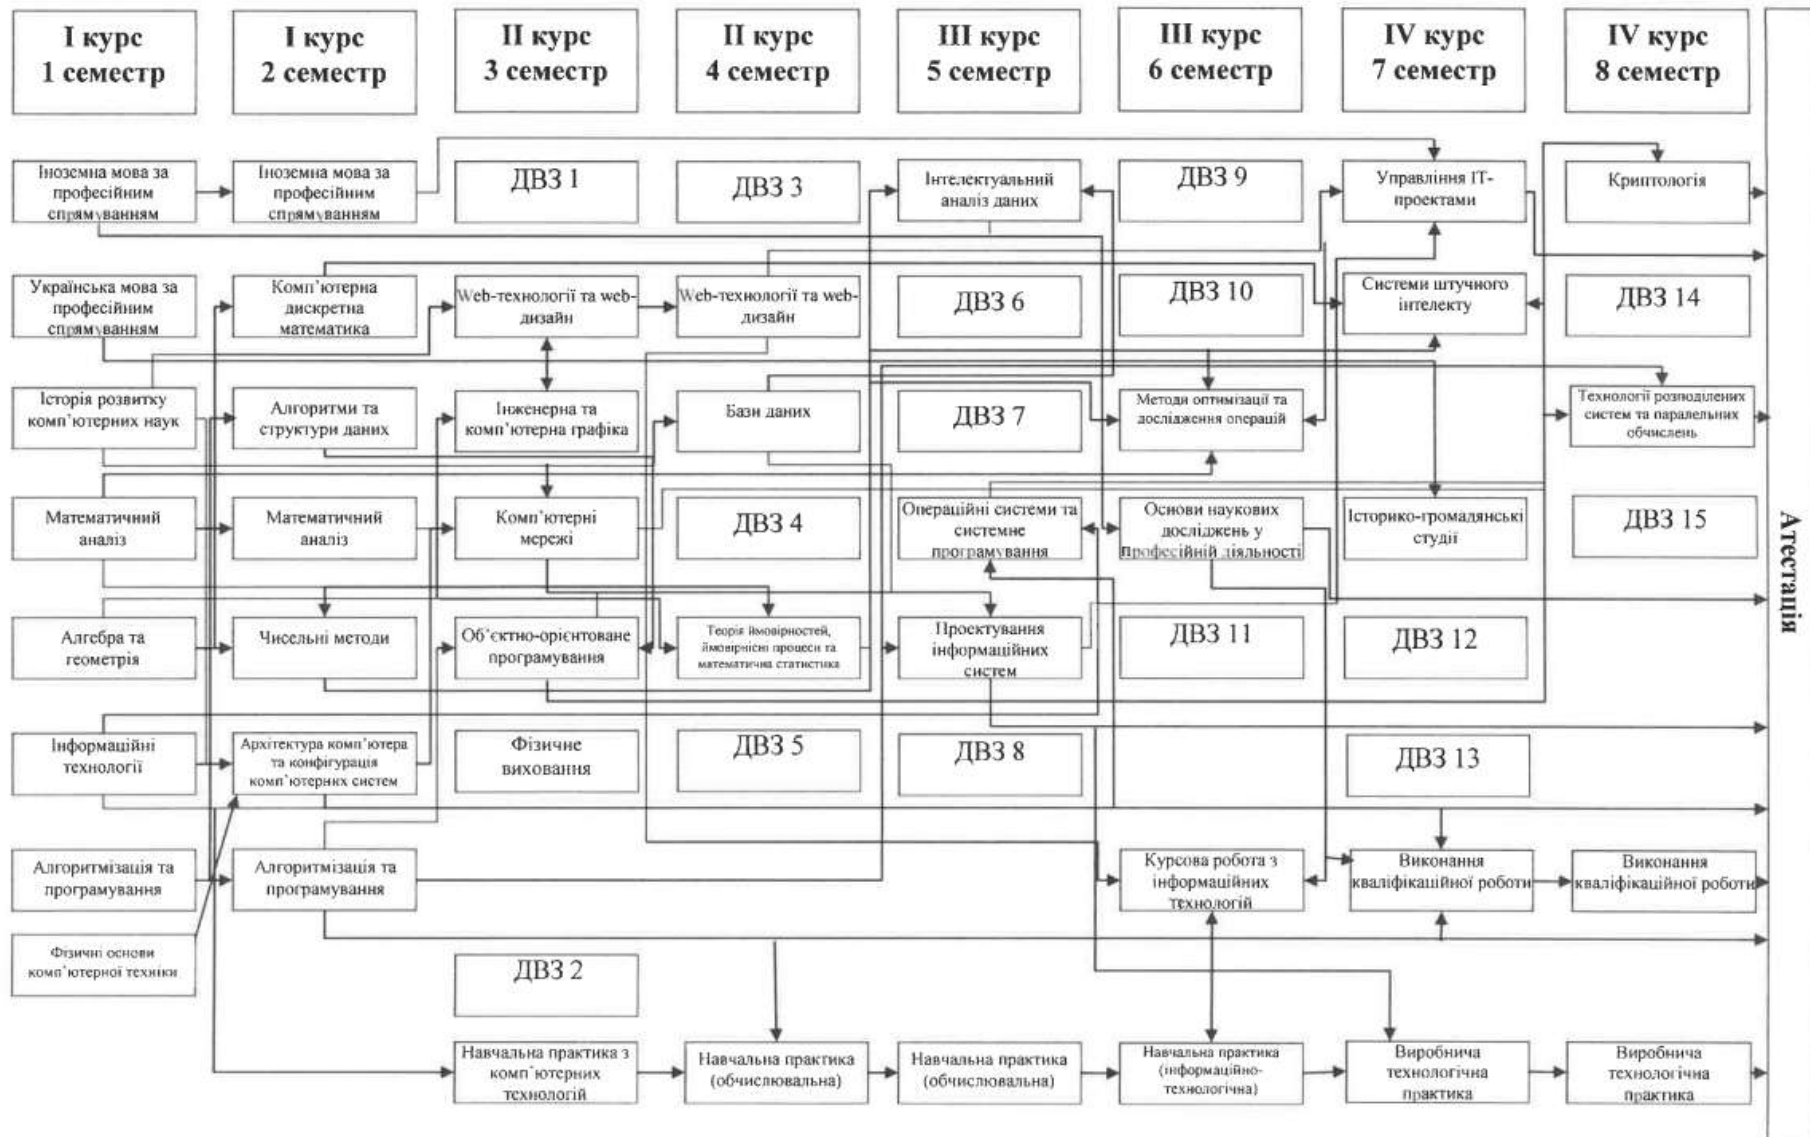 І курс
1 семестр
І курс
2 семестр
ІІ курс
3 семестр
ІІ курс
4 семестр
ІІІ курс
5 семестр
ІІІ курс
6 семестр
IV курс
7 семестр
IV курс
8 семестр
Іноземна мова за
професійним
спрямуванням
Іноземна мова за
професійним
спрямуванням
ДВЗ 1
ДВЗ 3
Інтелектуальний
аналіз даних
ДВЗ 9
Управління ІТ-
проектами
Криптологія
Українська мова за
професійним
спрямуванням
Комп'ютерна
дискретна
математика
Web-технології та web-
дизайн
Web-технології та web-
дизайн
ДВЗ 6
ДВЗ 10
Системи штучного
інтелекту
ДВЗ 14
Історія розвитку
комп'ютерних наук
Алгоритми та
структури даних
Інженерна та
комп'ютерна графіка
Бази даних
ДВЗ 7
Методи оптимізації та
дослідження операцій
Технології розподілених
систем та паралельних
обчислень
Математичний
аналіз
Математичний
аналіз
Комп'ютерні
мережі
ДВЗ 4
Операційні системи та
системне
програмування
Основи наукових
досліджень у
професійній діяльності
Історико-громадянські
студії
ДВЗ 15
Атестація
Алгебра та
геометрія
Чисельні методи
Об'єктно-орієнтоване
програмування
Теорія ймовірностей,
ймовірнісні процеси та
математична статистика
Проектування
інформаційних
систем
ДВЗ 11
ДВЗ 12
Інформаційні
технології
Архітектура комп'ютера
та конфігурація
комп'ютерних систем
Фізичне
виховання
ДВЗ 5
ДВЗ 8
ДВЗ 13
Алгоритмізація та
програмування
Алгоритмізація та
програмування
Курсова робота з
інформаційних
технологій
Виконання
кваліфікаційної роботи
Виконання
кваліфікаційної роботи
Фізичні основи
комп'ютерної техніки
ДВЗ 2
Навчальна практика з
комп'ютерних
технологій
Навчальна практика
(обчислювальна)
Навчальна практика
(обчислювальна)
Навчальна практика
(інформаційно-
технологічна)
Виробнича
технологічна
практика
Виробнича
технологічна
практика